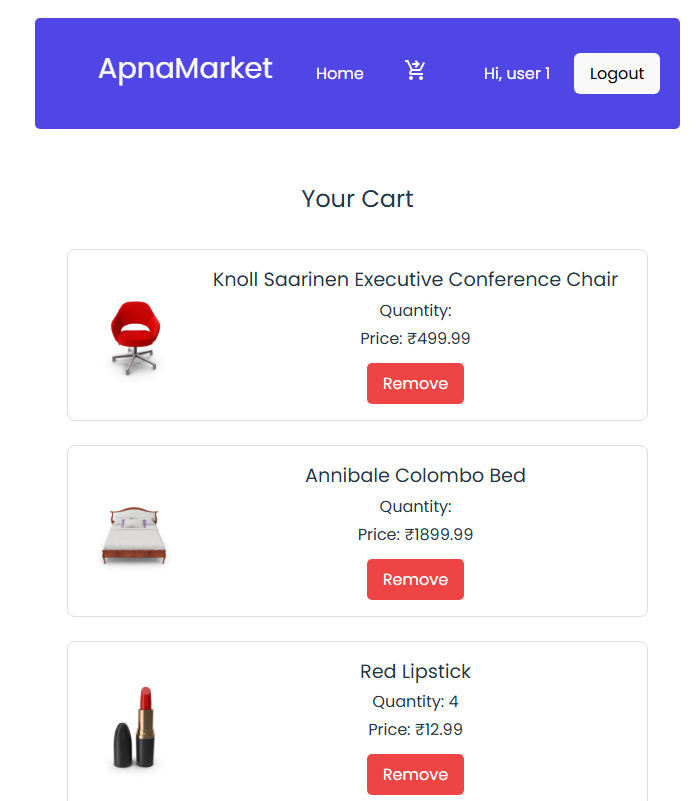 ApnaMarket Home Hi, user 1 Logout
Your Cart
Knoll Saarinen Executive Conference Chair
Quantity:
Price: ₹499.99
Remove
Annibale Colombo Bed
Quantity:
Price: ₹1899.99
Remove
Red Lipstick
Quantity: 4
Price: ₹12.99
Remove